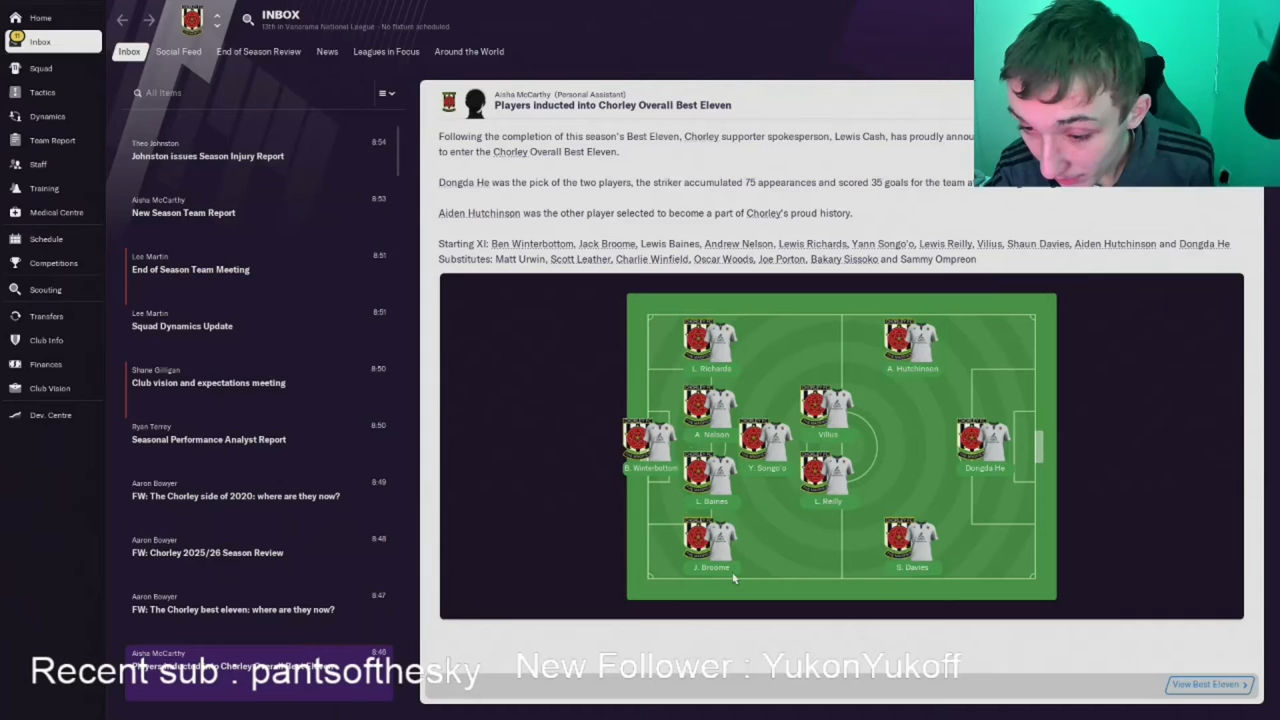 Home
Inbox
11
Squad
Tactics
Dynamics
Team Report
Staff
Training
Medical Centre
Schedule
Competitions
Scouting
Transfers
Club Info
Finances
Club Vision
Dev. Centre
INBOX
13th in Vanarama National League - No fixture scheduled
Inbox Social Feed End of Season Review News Leagues in Focus Around the World
All Items
Theo Johnston 8:54
Johnston issues Season Injury Report
Aisha McCarthy 8:53
New Season Team Report
Lee Martin 8:51
End of Season Team Meeting
Lee Martin 8:51
Squad Dynamics Update
Shane Gilligan 8:50
Club vision and expectations meeting
Ryan Terrey 8:50
Seasonal Performance Analyst Report
Aaron Bowyer 8:49
FW: The Chorley side of 2020: where are they now?
Aaron Bowyer 8:48
FW: Chorley 2025/26 Season Review
Aaron Bowyer 8:47
FW: The Chorley best eleven: where are they now?
Aisha McCarthy 8:46
Players inducted into Chorley Overall Best Eleven
Aisha McCarthy (Personal Assistant)
Players inducted into Chorley Overall Best Eleven
Following the completion of this season's Best Eleven, Chorley supporter spokesperson, Lewis Cash, has proudly
to enter the Chorley Overall Best Eleven.
Dongda He was the pick of the two players, the striker accumulated 75 appearances and scored 35 goals for the team
Aiden Hutchinson was the other player selected to become a part of Chorley's proud history.
Starting XI: Ben Winterbottom, Jack Broome, Lewis Baines, Andrew Nelson, Lewis Richards, Yann Songo'o, Lewis Reilly, Vilius, Shaun Davies, Aiden Hutchinson and Dongda He
Substitutes: Matt Urwin, Scott Leather, Charlie Winfield, Oscar Woods, Joe Porton, Bakary Sissoko and Sammy Ompreon
L. Richards
A. Hutchinson
A. Nelson
Vilius
B. Winterbottom
Y. Songo'o
Dongda He
L. Baines
L. Reilly
J. Broome
S. Davies
View Best Eleven
Recent sub : pantsofthesky
New Follower : YukonYukoff